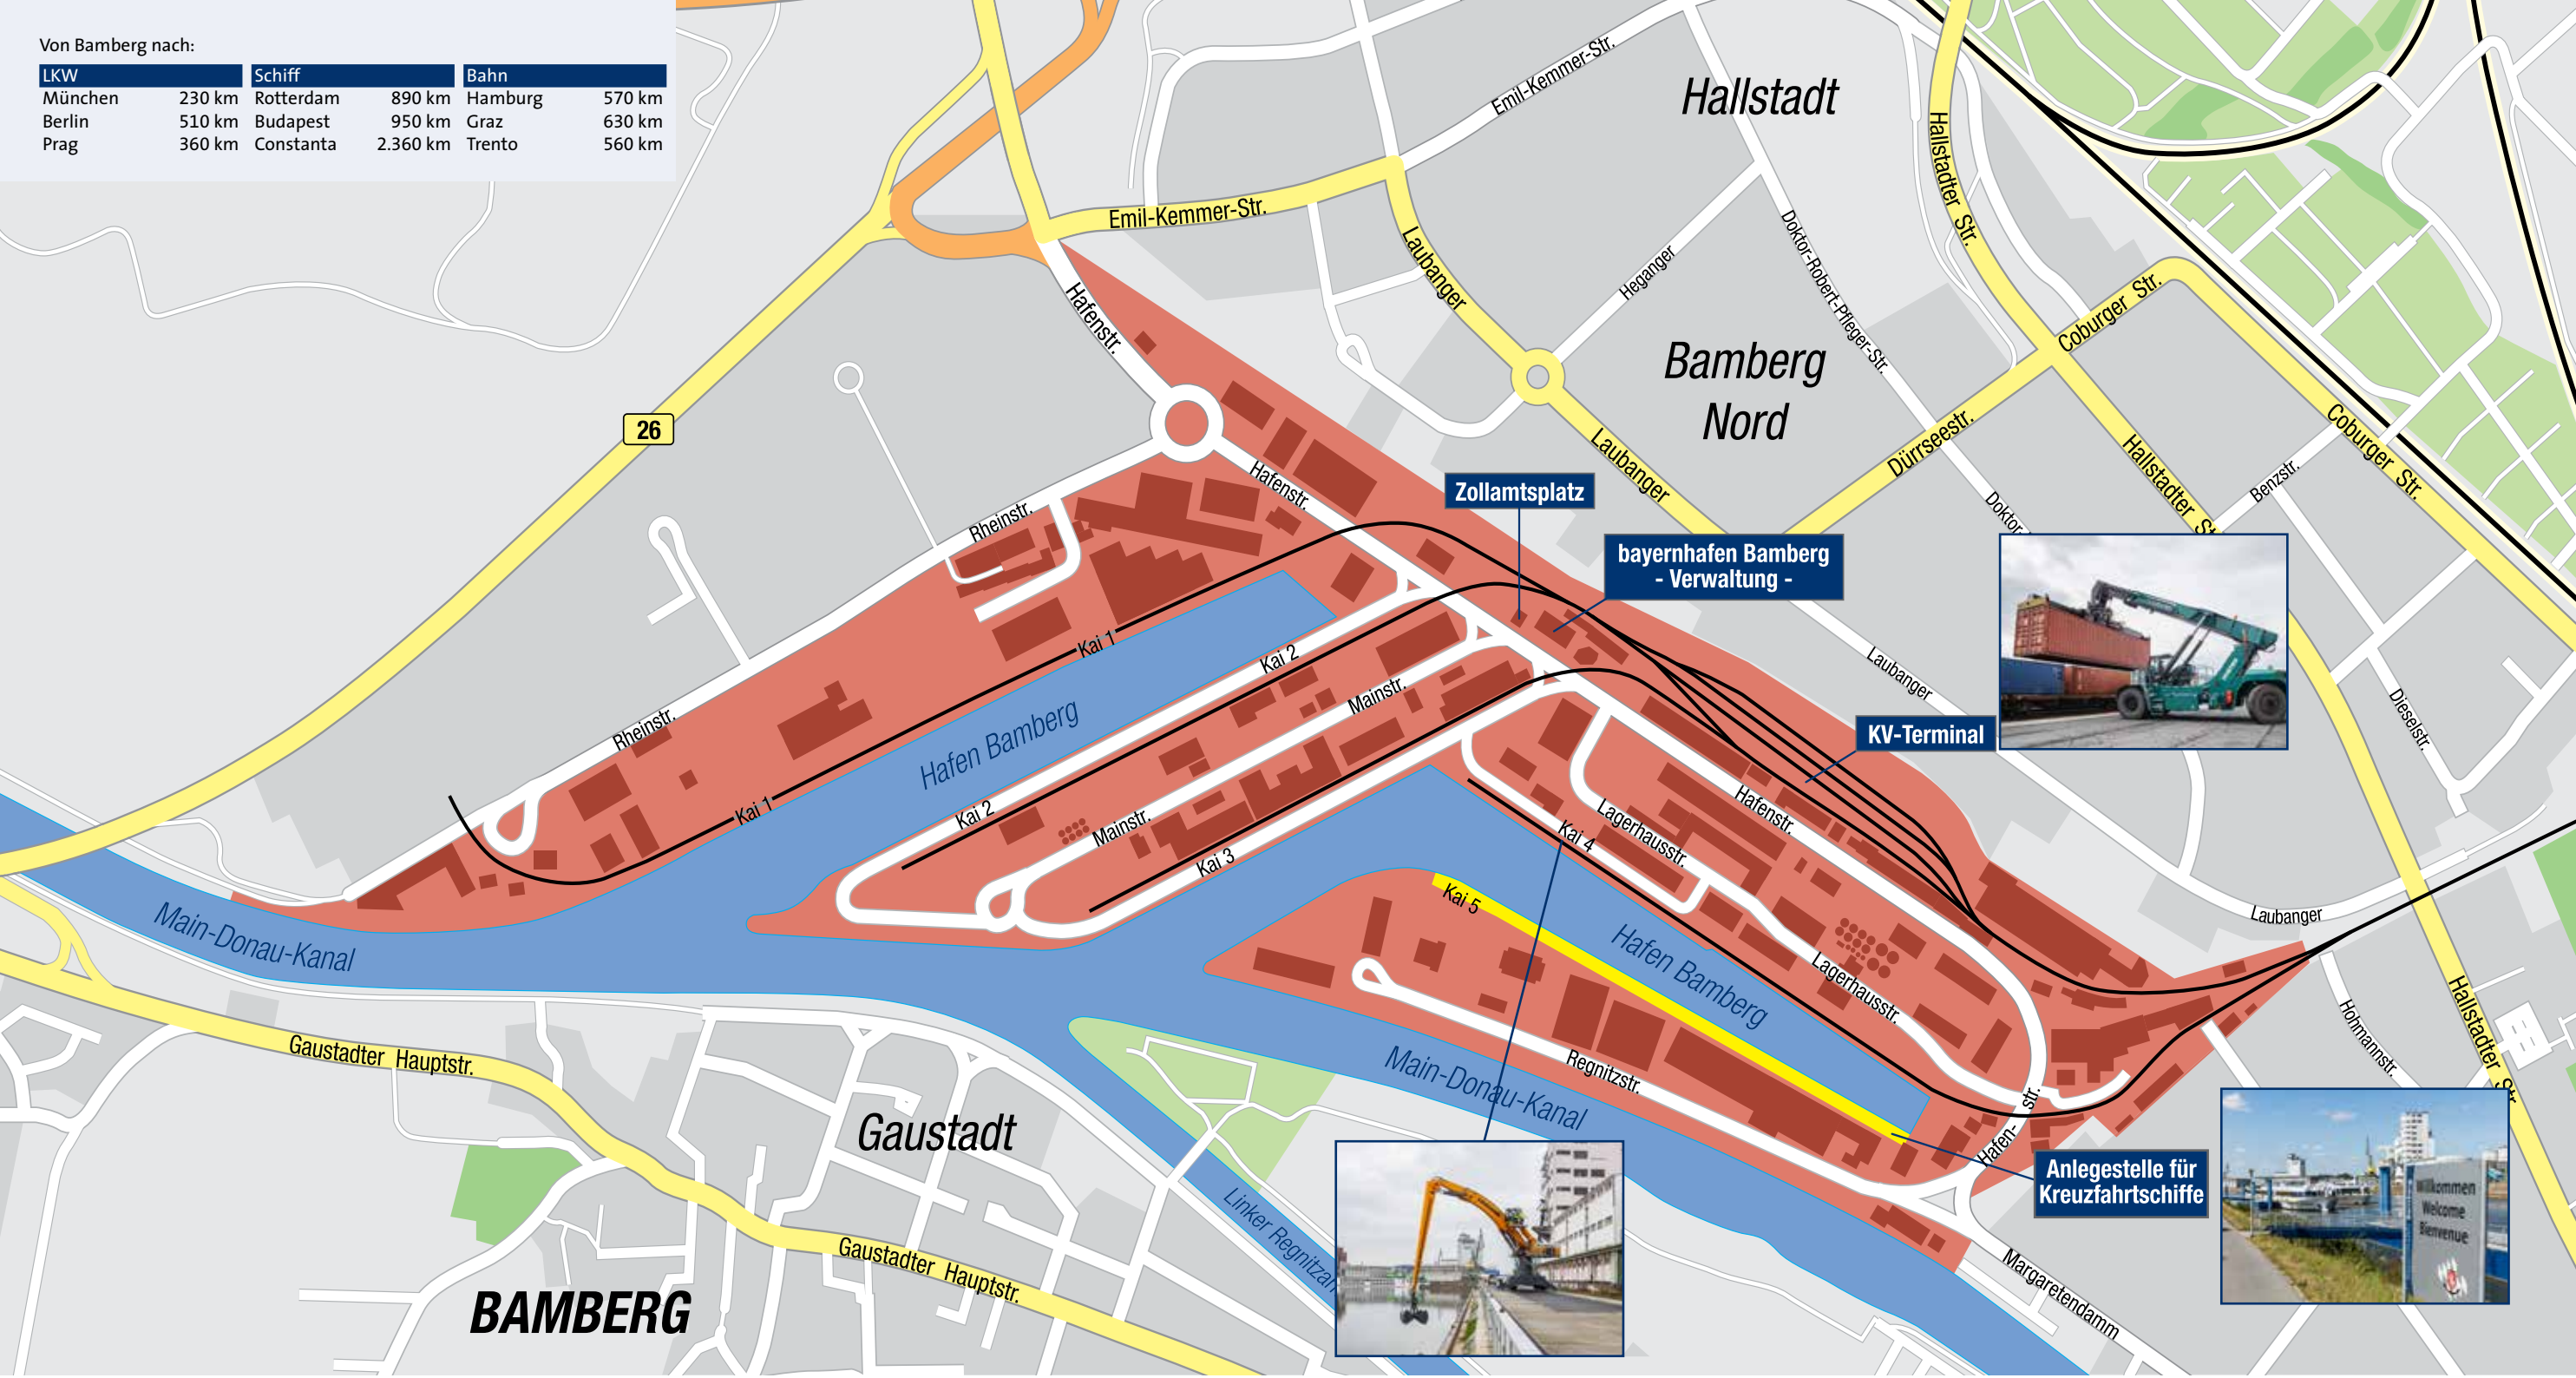 Von Bamberg nach:
LKW Schiff Bahn
München 230 km Rotterdam 890 km Hamburg 570 km
Berlin 510 km Budapest 950 km Graz 630 km
Prag 360 km Constanta 2.360 km Trento 560 km
Emil-Kemmer-Str.
Hallstadt
Hallstadter Str.
Emil-Kemmer-Str.
Laubanger
Heganger
Doktor-Robert-Pfleger-Str.
Coburger Str.
Hafenstr.
Bamberg
Nord
26
Laubanger
Dürrseestr.
Hallstadter
Coburger Str.
Benzstr.
Hafenstr.
Rheinstr.
Zollamtsplatz
Doktor
bayernhafen Bamberg
- Verwaltung -
Kai 1
Kai 2
Laubanger
Mainstr.
Rheinstr.
Hafen Bamberg
KV-Terminal
Dieselstr.
Kai 1
Kai 2
Mainstr.
Hafenstr.
Lagerhausstr.
Kai 4
Kai 3
Kai 5
Laubanger
Main-Donau-Kanal
Hafen Bamberg
Lagerhausstr.
Hohmannstr.
Hallstadter Str.
Gaustadter Hauptstr.
Main-Donau-Kanal
Regnitzstr.
Gaustadt
Hafen-
str.
Anlegestelle für
Kreuzfahrtschiffe
Willkommen
Welcome
Bienvenue
Linker
Gaustadter Hauptstr.
BAMBERG
Margaretendamm